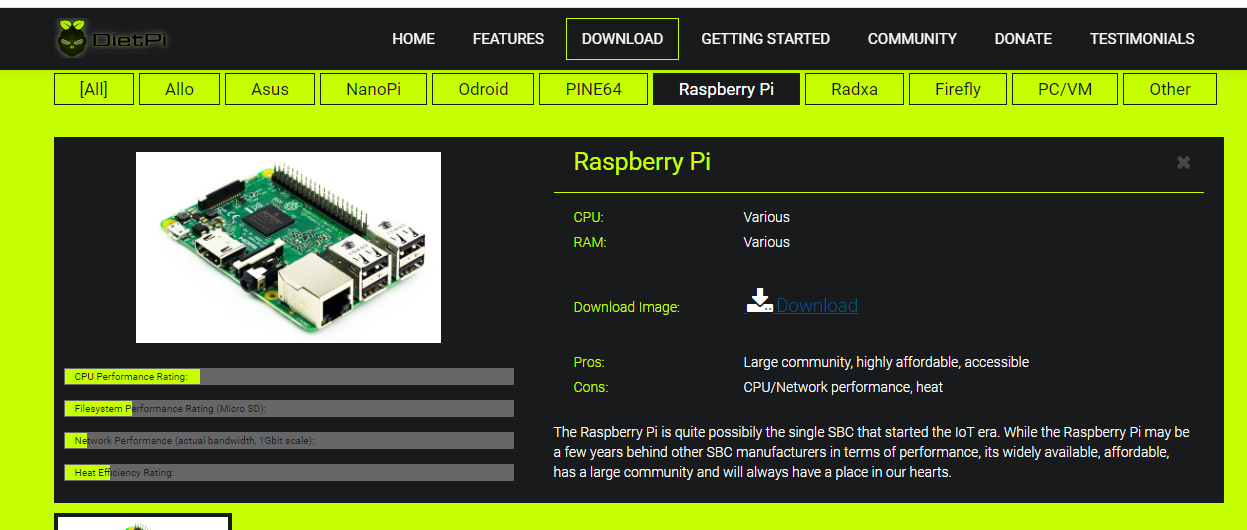 DietPi
HOME FEATURES DOWNLOAD GETTING STARTED COMMUNITY DONATE TESTIMONIALS
[All] Allo Asus NanoPi Odroid PINE64 Raspberry Pi Radxa Firefly PC/VM Other
Raspberry Pi
CPU: Various
RAM: Various
Download Image: Download
Pros: Large community, highly affordable, accessible
Cons: CPU/Network performance, heat
CPU Performance Rating:
Filesystem Performance Rating (Micro SD):
Network Performance (actual bandwidth, 1Gbit scale):
Heat Efficiency Rating:
The Raspberry Pi is quite possibily the single SBC that started the IoT era. While the Raspberry Pi may be
a few years behind other SBC manufacturers in terms of performance, its widely available, affordable,
has a large community and will always have a place in our hearts.